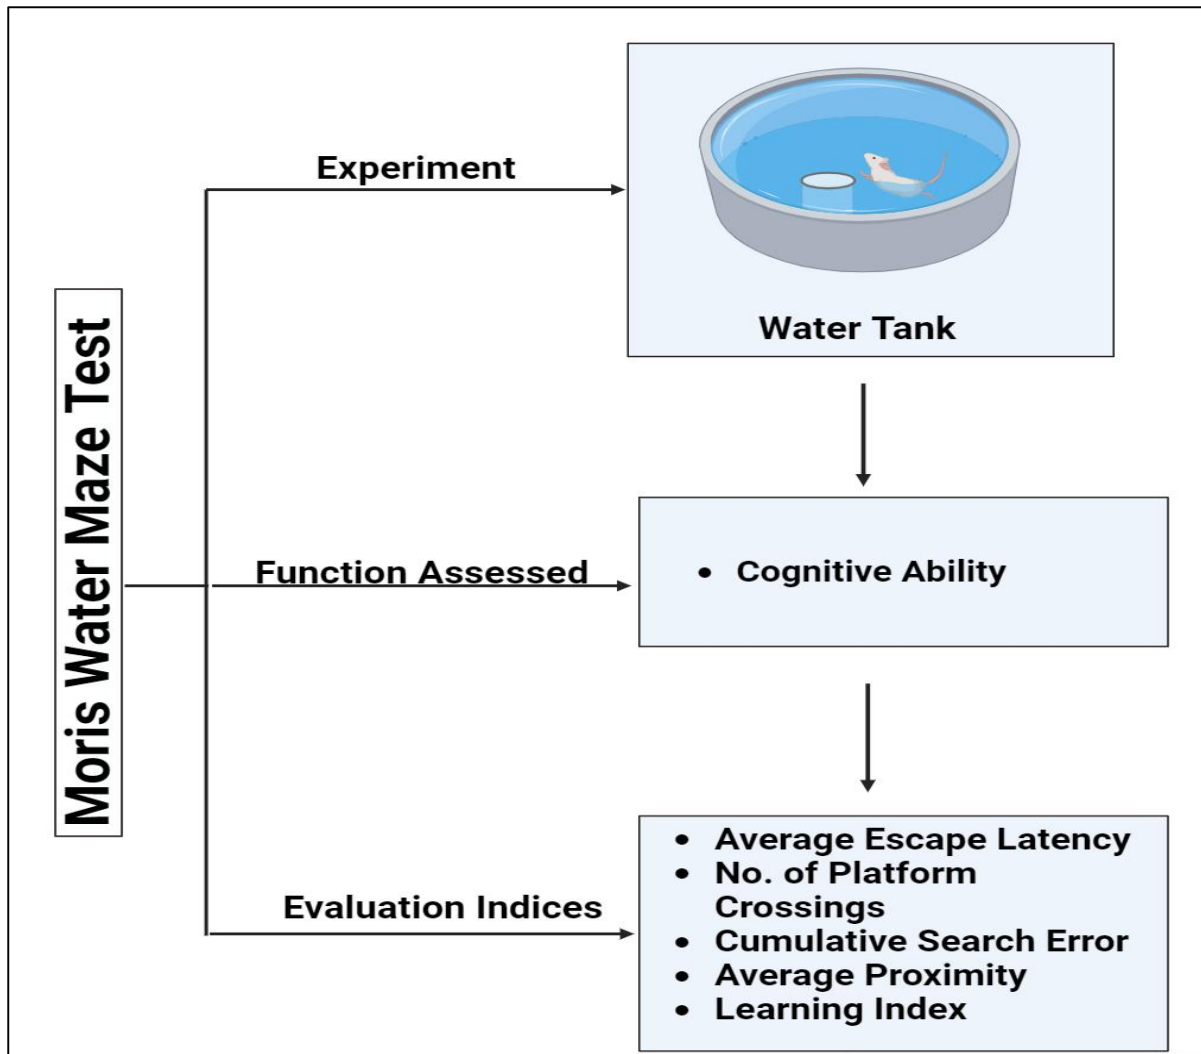 Moris Water Maze Test
Experiment
Water Tank
Function Assessed
• Cognitive Ability
Evaluation Indices
• Average Escape Latency
• No. of Platform
Crossings
• Cumulative Search Error
• Average Proximity
• Learning Index